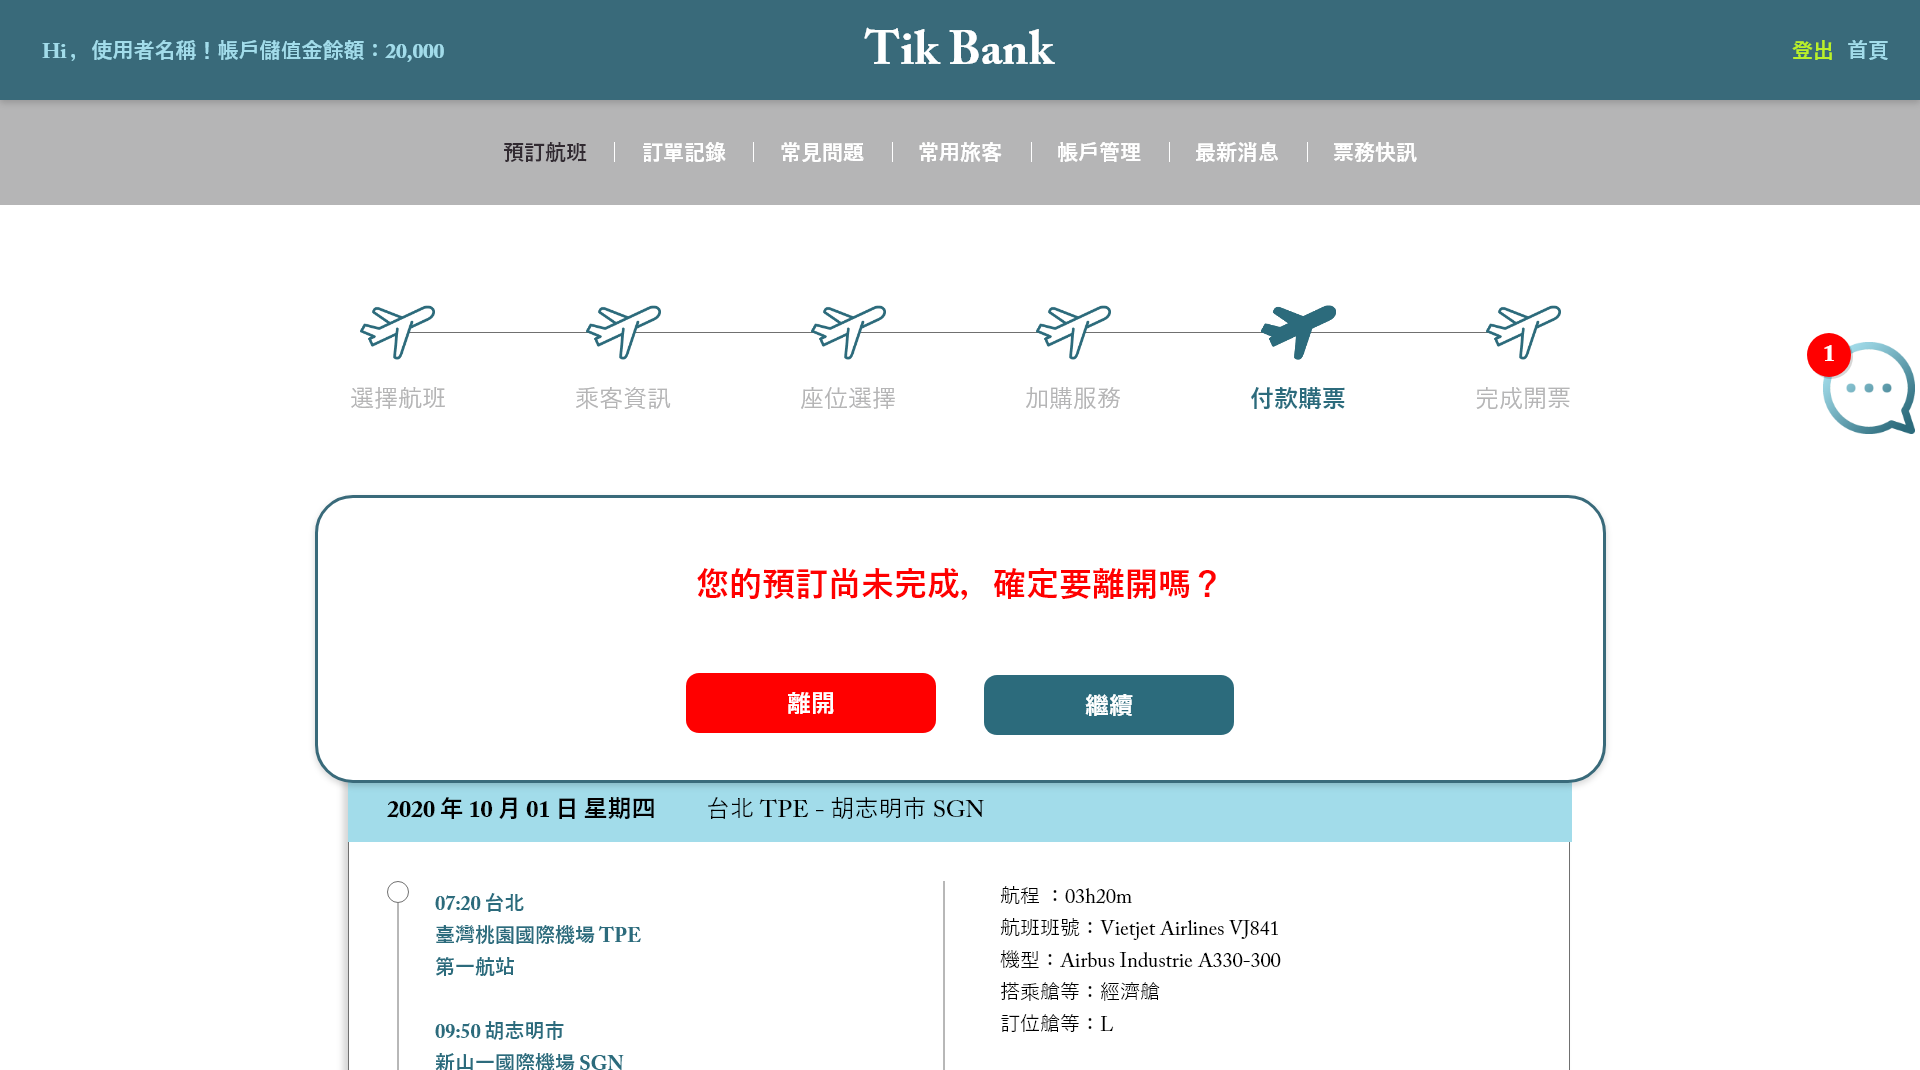 Hi，使用者名稱！帳戶儲值金餘額：20,000
Tik Bank
登出 首頁
預訂航班 訂單記錄 常見問題 常用旅客 帳戶管理 最新消息 票務快訊
1
選擇航班 乘客資訊 座位選擇 加購服務 付款購票 完成開票
您的預訂尚未完成，確定要離開嗎？
離開 繼續
2020 年 10 月 01 日 星期四 台北 TPE - 胡志明市 SGN
07:20 台北
臺灣桃園國際機場 TPE
第一航站
09:50 胡志明市
新山一國際機場 SGN
航程 ：03h20m
航班班號：Vietjet Airlines VJ841
機型：Airbus Industrie A330-300
搭乘艙等：經濟艙
訂位艙等：L